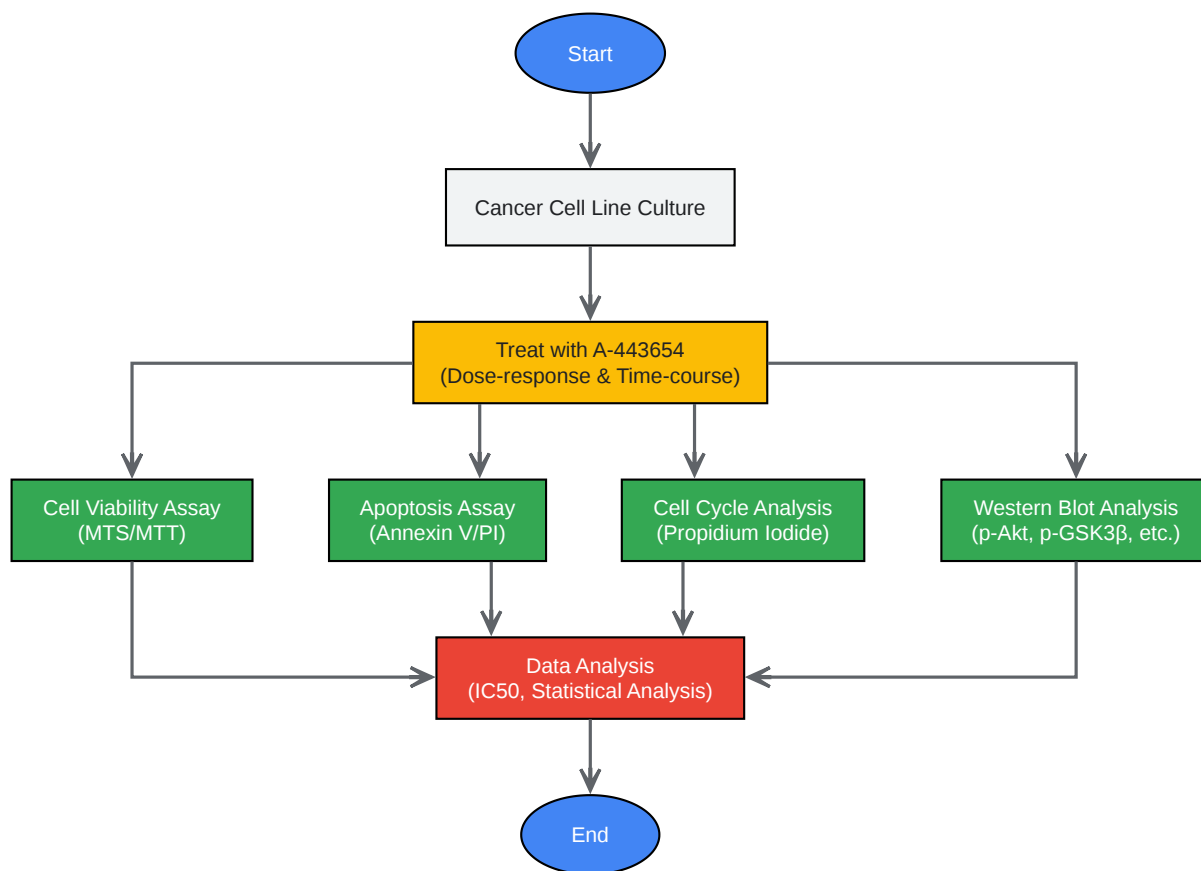 Start
Cancer Cell Line Culture
Treat with A-443654
(Dose-response & Time-course)
Cell Viability Assay
(MTS/MTT)
Apoptosis Assay
(Annexin V/PI)
Cell Cycle Analysis
(Propidium Iodide)
Western Blot Analysis
(p-Akt, p-GSK3β, etc.)
Data Analysis
(IC50, Statistical Analysis)
End